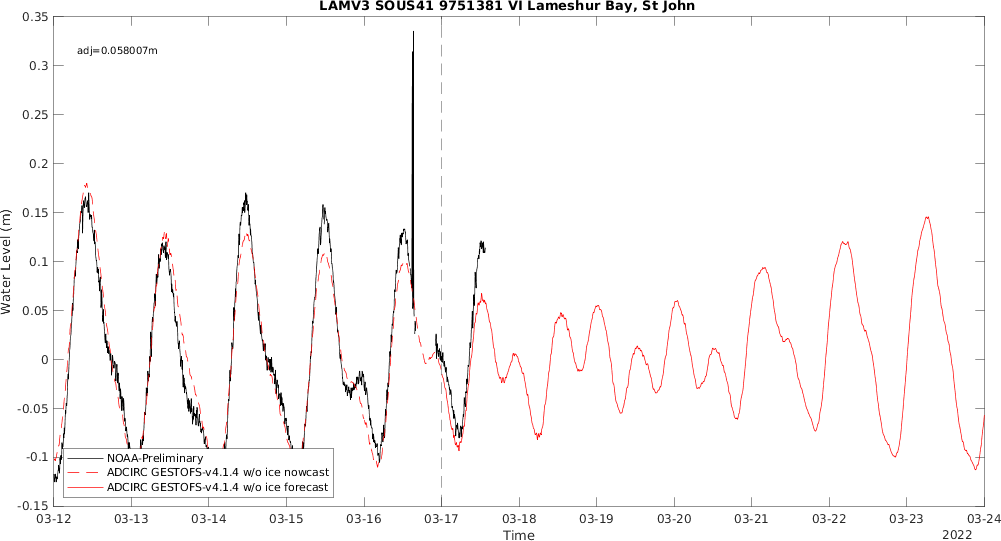 LAMV3 SOUS41 9751381 VI Lameshur Bay, St John
adj=0.058007m
0.35
0.3
0.25
0.2
0.15
0.1
0.05
0
-0.05
-0.1
-0.15
Water Level (m)
NOAA-Preliminary
ADCIRC GESTOFS-v4.1.4 w/o ice nowcast
ADCIRC GESTOFS-v4.1.4 w/o ice forecast
03-12 03-13 03-14 03-15 03-16 03-17 03-18 03-19 03-20 03-21 03-22 03-23 03-24
Time
2022